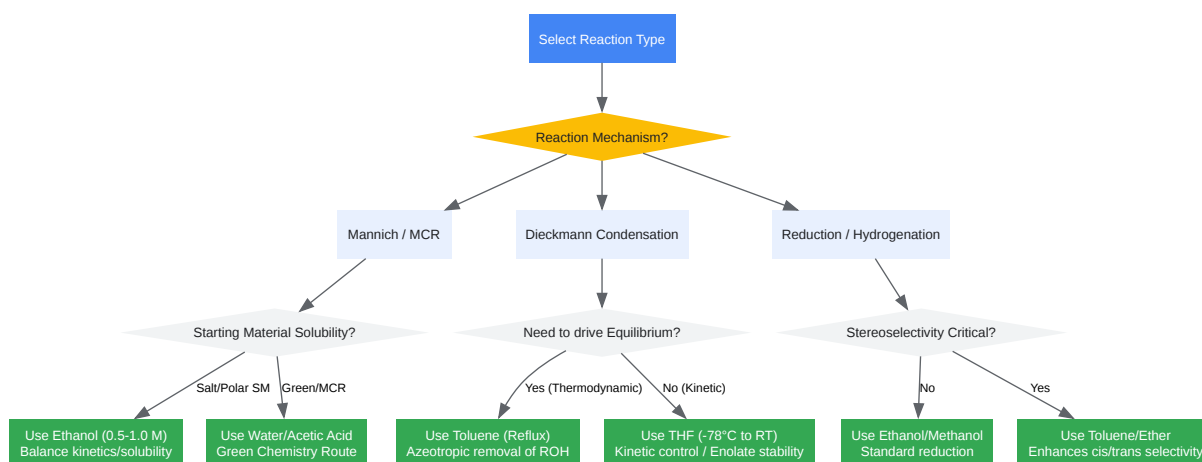 Select Reaction Type
Reaction Mechanism?
Mannich / MCR
Dieckmann Condensation
Reduction / Hydrogenation
Starting Material Solubility?
Need to drive Equilibrium?
Stereoselectivity Critical?
Salt/Polar SM
Green/MCR
Yes (Thermodynamic)
No (Kinetic)
No
Yes
Use Ethanol (0.5-1.0 M)
Balance kinetics/solubility
Use Water/Acetic Acid
Green Chemistry Route
Use Toluene (Reflux)
Azeotropic removal of ROH
Use THF (-78°C to RT)
Kinetic control / Enolate stability
Use Ethanol/Methanol
Standard reduction
Use Toluene/Ether
Enhances cis/trans selectivity